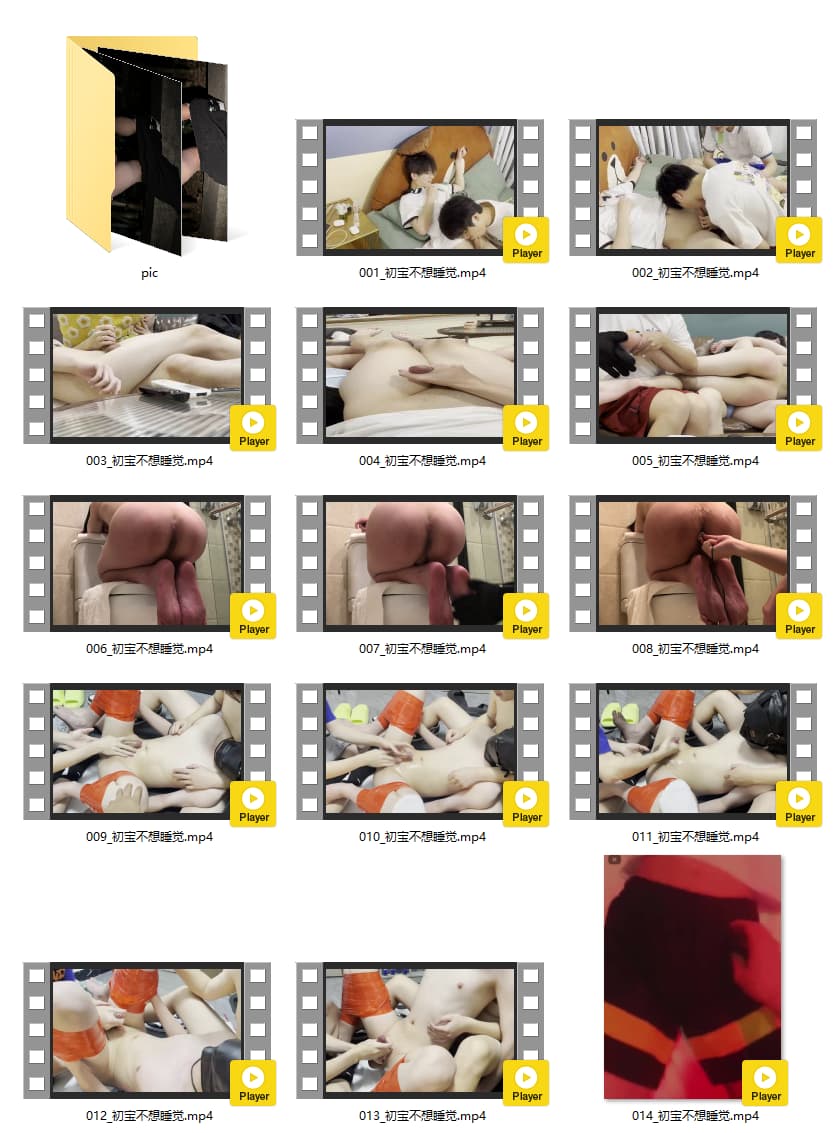 pic
001_初宝不想睡觉.mp4
002_初宝不想睡觉.mp4
003_初宝不想睡觉.mp4
004_初宝不想睡觉.mp4
005_初宝不想睡觉.mp4
006_初宝不想睡觉.mp4
007_初宝不想睡觉.mp4
008_初宝不想睡觉.mp4
009_初宝不想睡觉.mp4
010_初宝不想睡觉.mp4
011_初宝不想睡觉.mp4
012_初宝不想睡觉.mp4
013_初宝不想睡觉.mp4
014_初宝不想睡觉.mp4
Player
Player
Player
Player
Player
Player
Player
Player
Player
Player
Player
Player
Player
Player